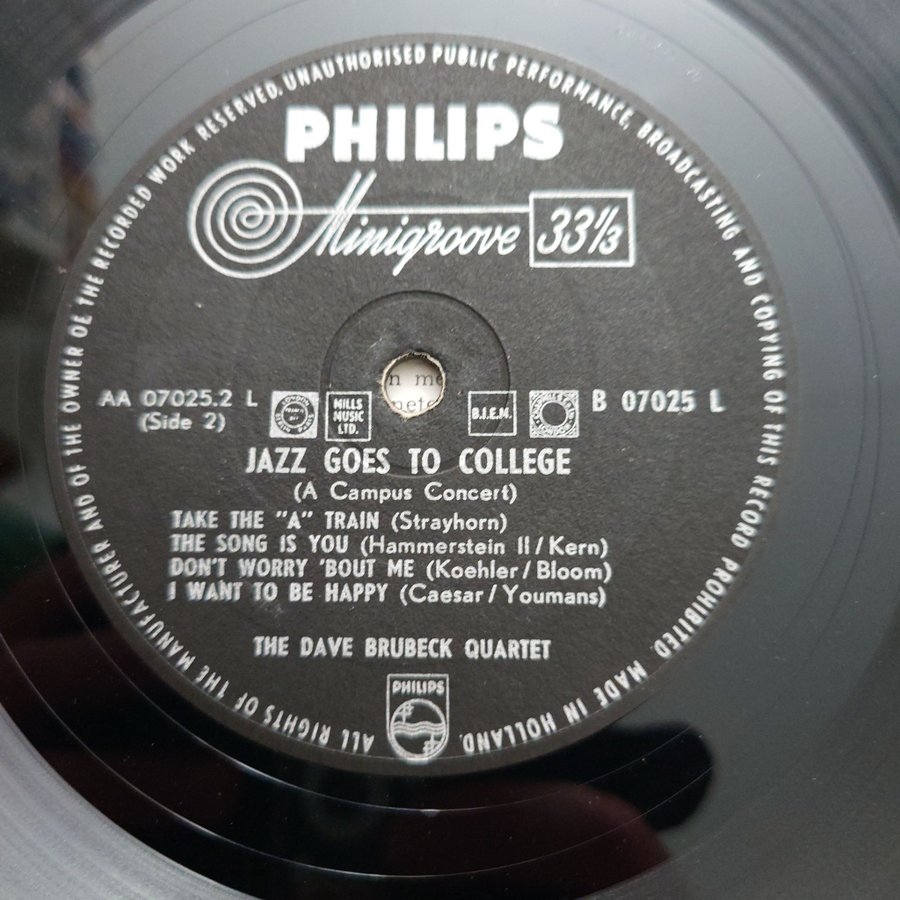 ALL RIGHTS OF THE MANUFACTURER AND OF THE OWNER OE THE RECORDED WORK RESERVED. UNAUTHORISED PUBLIC PERFORMANCE, BROADCASTING AND COPYING OF THIS RECORD PROHIBITED. MADE IN HOLLAND.
PHILIPS
Minigroove 33⅓
n me
pete
AA 07025.2 L
(Side 2)
MILLS MUSIC LTD.
B.I.E.M.
B 07025 L
JAZZ GOES TO COLLEGE
(A Campus Concert)
TAKE THE "A" TRAIN (Strayhorn)
THE SONG IS YOU (Hammerstein II/Kern)
DON'T WORRY 'BOUT ME (Koehler/Bloom)
I WANT TO BE HAPPY (Caesar/Youmans)
THE DAVE BRUBECK QUARTET
PHILIPS